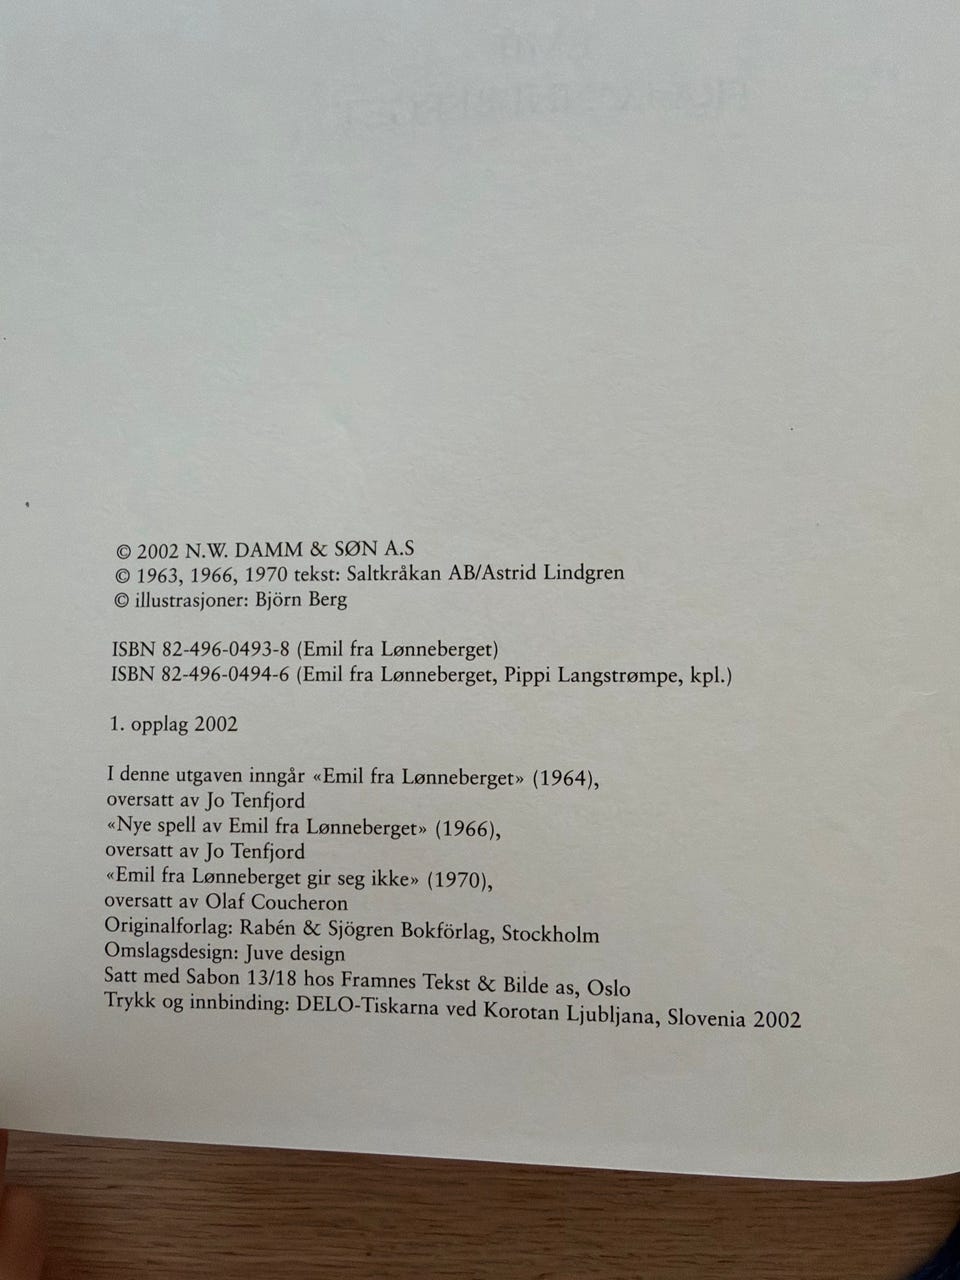 © 2002 N.W. DAMM & SØN A.S
© 1963, 1966, 1970 tekst: Saltkråkan AB/Astrid Lindgren
© illustrasjoner: Björn Berg
ISBN 82-496-0493-8 (Emil fra Lønneberget)
ISBN 82-496-0494-6 (Emil fra Lønneberget, Pippi Langstrømpe, kpl.)
1. opplag 2002
I denne utgaven inngår «Emil fra Lønneberget» (1964),
oversatt av Jo Tenfjord
«Nye spell av Emil fra Lønneberget» (1966),
oversatt av Jo Tenfjord
«Emil fra Lønneberget gir seg ikke» (1970),
oversatt av Olaf Coucheron
Originalforlag: Rabén & Sjögren Bokförlag, Stockholm
Omslagsdesign: Juve design
Satt med Sabon 13/18 hos Framnes Tekst & Bilde as, Oslo
Trykk og innbinding: DELO-Tiskarna ved Korotan Ljubljana, Slovenia 2002